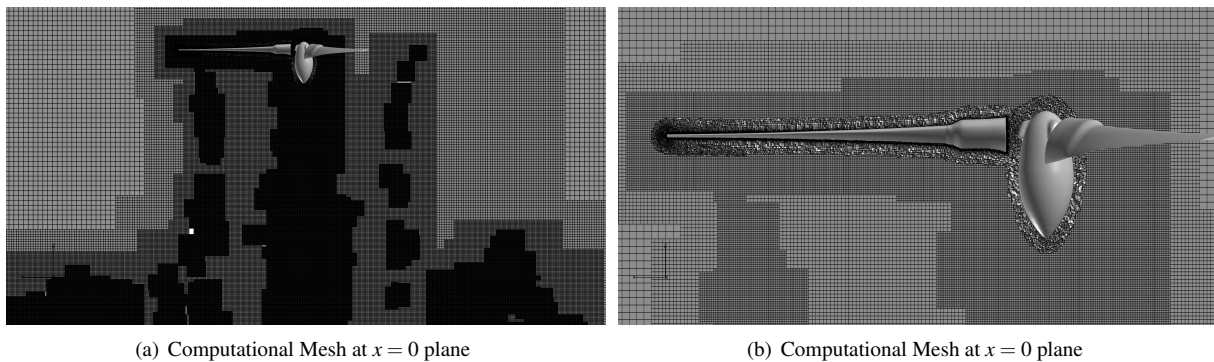 (a) Computational Mesh at x = 0 plane
(b) Computational Mesh at x = 0 plane